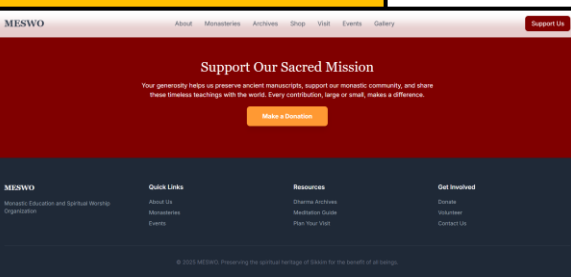 MESWO
About Monasteries Archives Shop Visit Events Gallery
Support Us
Support Our Sacred Mission
Your generosity helps us preserve ancient manuscripts, support our monastic community, and share
these timeless teachings with the world. Every contribution, large or small, makes a difference.
Make a Donation
MESWO
Monastic Education and Spiritual Worship
Organization
Quick Links
About Us
Monasteries
Events
Resources
Dharma Archives
Meditation Guide
Plan Your Visit
Get Involved
Donate
Volunteer
Contact Us
© 2025 MESWO. Preserving the spiritual heritage of Sikkim for the benefit of all beings.